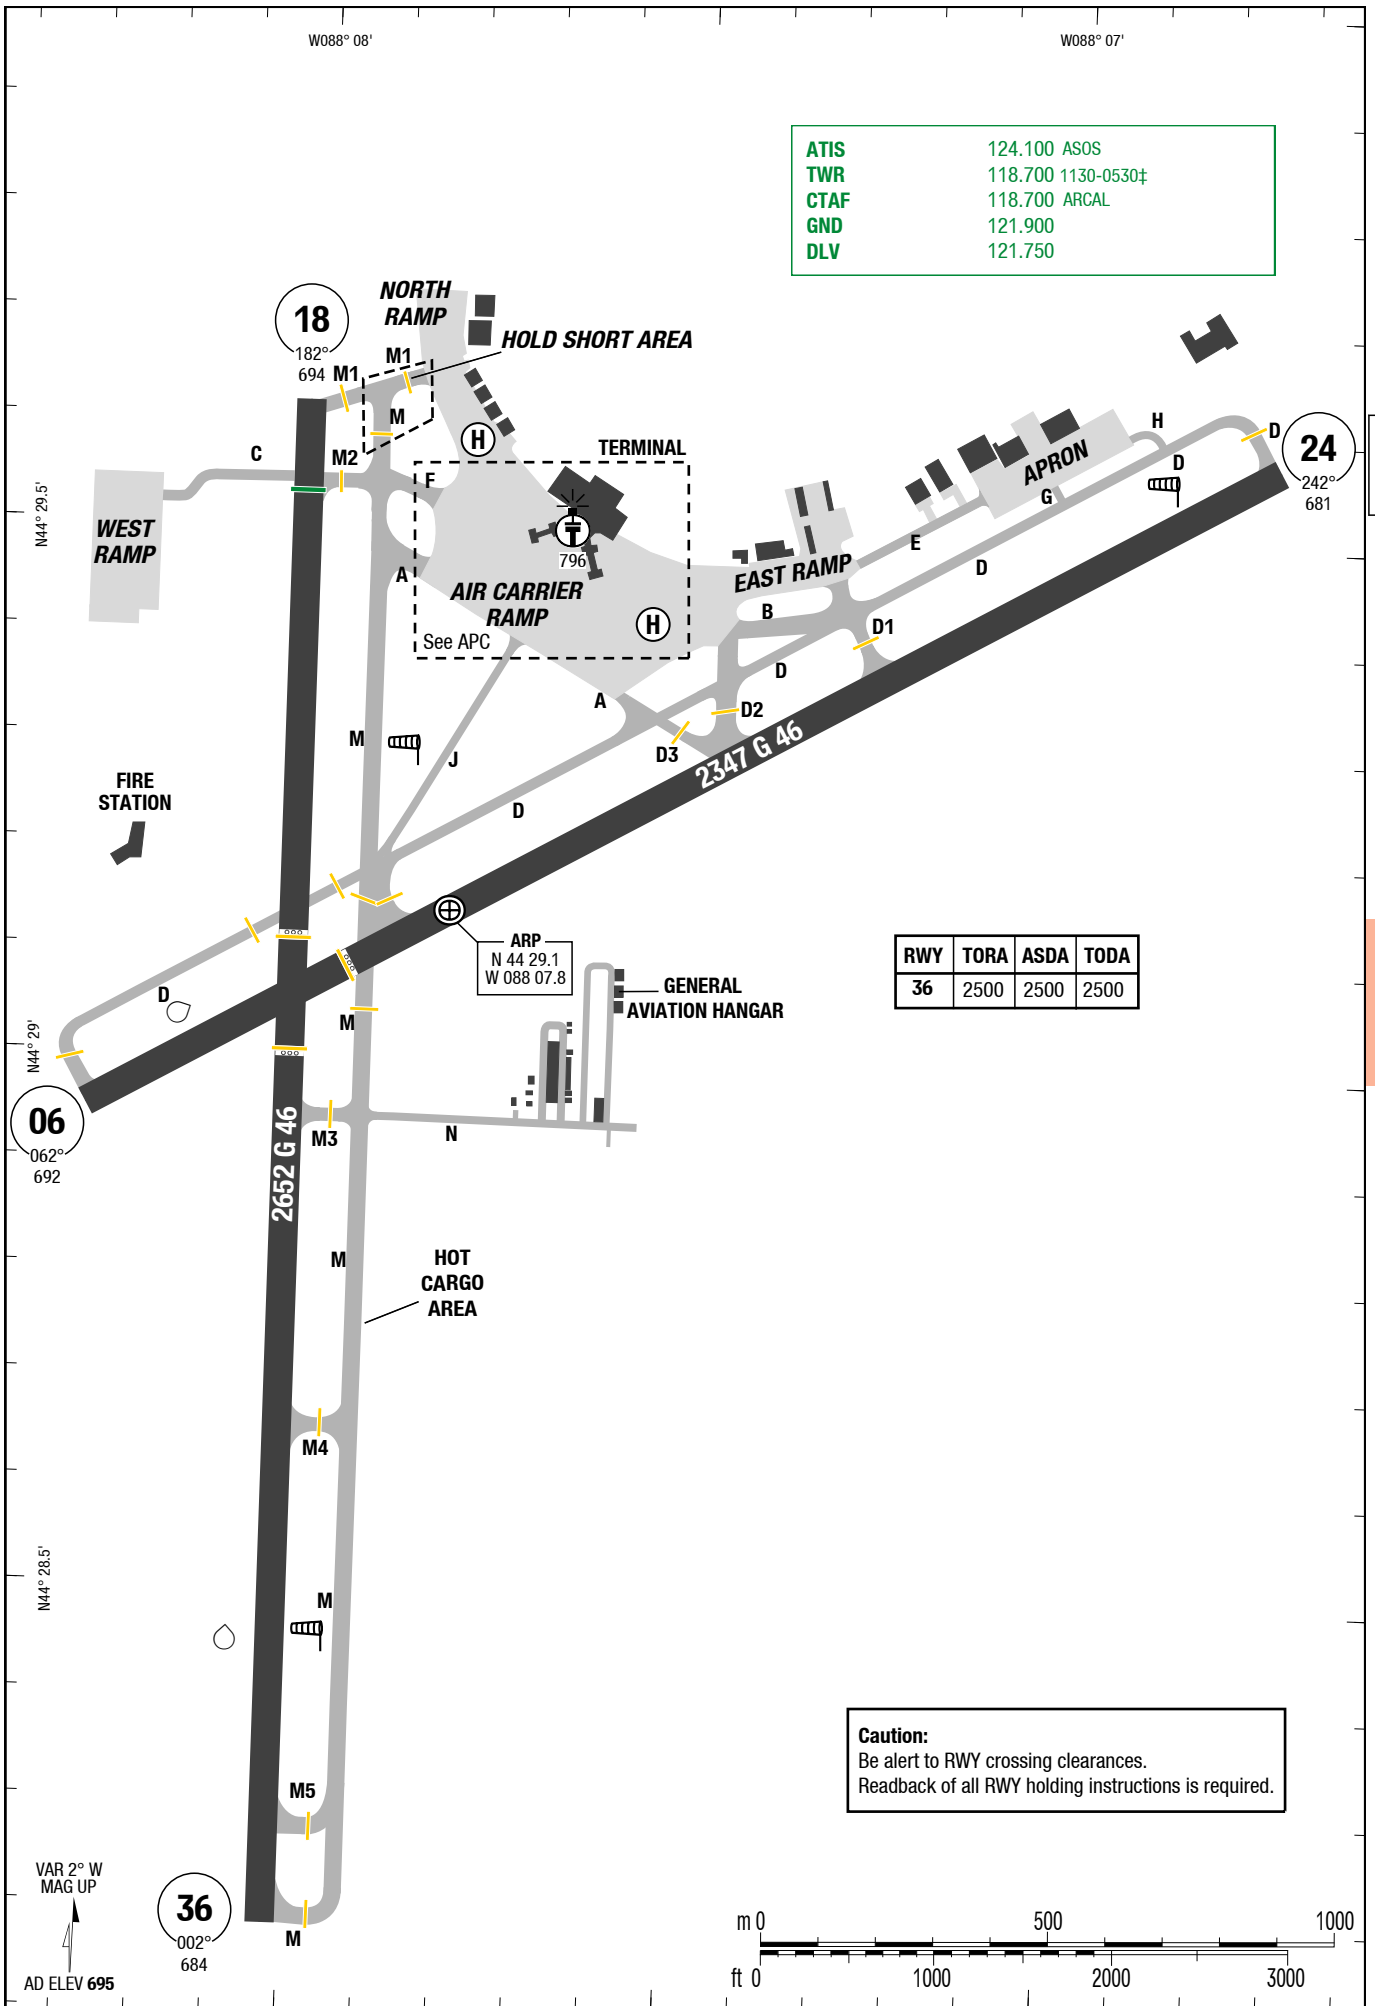 W088° 08'
W088° 07'
ATIS 124.100 ASOS
TWR 118.700 1130-0530‡
CTAF 118.700 ARCAL
GND 121.900
DLV 121.750
NORTH
RAMP
18
182°
694
HOLD SHORT AREA
M1
M1
M
H
TERMINAL
C
M2
F
WEST
RAMP
N44° 29.5'
796
A
AIR CARRIER
RAMP
H
See APC
EAST RAMP
B
APRON
H
D
D
24
242°
681
G
E
D
D1
D
A
D2
D3
2347 G 46
M
J
D
FIRE
STATION
ARP
N 44 29.1
W 088 07.8
RWY TORA ASDA TODA
36 2500 2500 2500
GENERAL
AVIATION HANGAR
D
M
N44° 29'
06
062°
692
M3
N
2652 G 46
M
HOT
CARGO
AREA
M4
N44° 28.5'
M
M5
Caution:
Be alert to RWY crossing clearances.
Readback of all RWY holding instructions is required.
VAR 2° W
MAG UP
AD ELEV 695
36
002°
684
M
m 0 500 1000
ft 0 1000 2000 3000